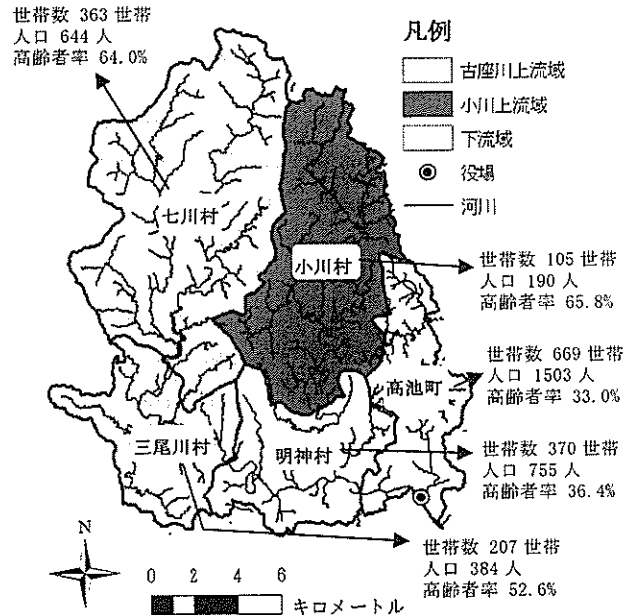 世帯数 363 世帯
人口 644 人
高齢者率 64.0%
凡例
古座川上流域
小川上流域
下流域
役場
河川
七川村
小川村
世帯数 105 世帯
人口 190 人
高齢者率 65.8%
世帯数 669 世帯
人口 1503 人
高齢者率 33.0%
高池町
三尾川村
明神村
世帯数 370 世帯
人口 755 人
高齢者率 36.4%
世帯数 207 世帯
人口 384 人
高齢者率 52.6%
N
0 2 4 6
キロメートル